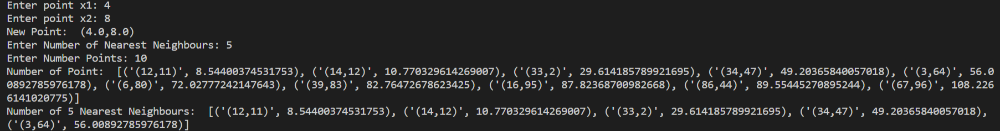 Enter point x1: 4
Enter point x2: 8
New Point:  (4.0,8.0)
Enter Number of Nearest Neighbours: 5
Enter Number Points: 10
Number of Point:  [('(12,11)', 8.54400374531753), ('(14,12)', 10.770329614269007), ('(33,2)', 29.614185789921695), ('(34,47)', 49.20365840057018), ('(3,64)', 56.0
0892785976178), ('(6,80)', 72.02777242147643), ('(39,83)', 82.76472678623425), ('(16,95)', 87.82368700982668), ('(86,44)', 89.55445270895244), ('(67,96)', 108.226
6141020775)]
Number of 5 Nearest Neighbours:  [('(12,11)', 8.54400374531753), ('(14,12)', 10.770329614269007), ('(33,2)', 29.614185789921695), ('(34,47)', 49.20365840057018),
('(3,64)', 56.00892785976178)]